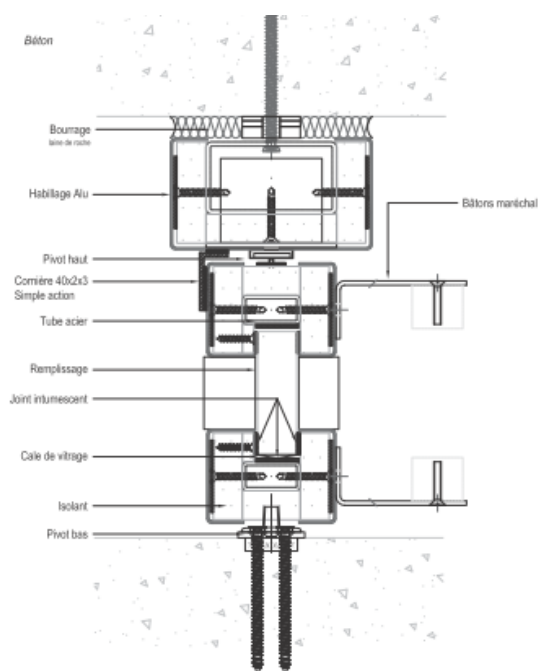 Béton
Bourrage
laine de roche
Habillage Alu
Bâtons maréchal
Pivot haut
Cornière 40x2x3
Simple action
Tube acier
Remplissage
Joint intumescent
Cale de vitrage
Isolant
Pivot bas